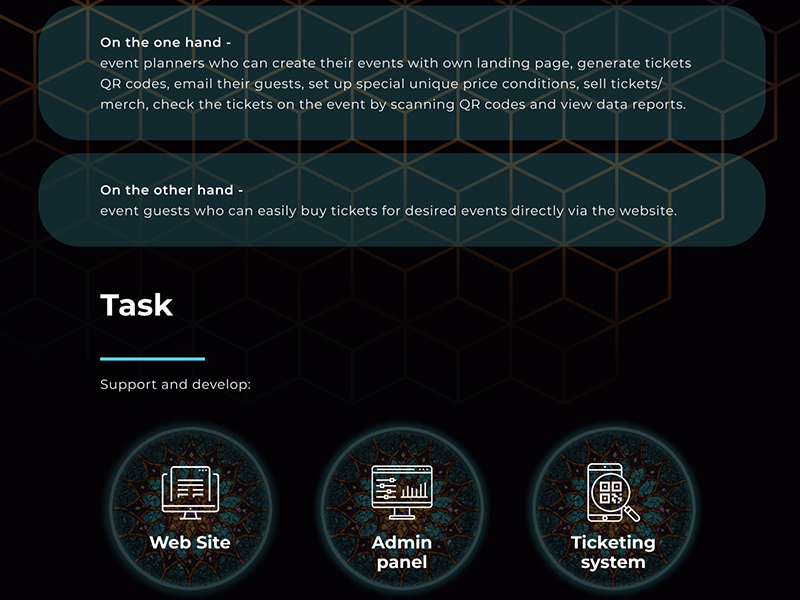 On the one hand -
event planners who can create their events with own landing page, generate tickets
QR codes, email their guests, set up special unique price conditions, sell tickets/
merch, check the tickets on the event by scanning QR codes and view data reports.
On the other hand -
event guests who can easily buy tickets for desired events directly via the website.
Task
Support and develop:
Web Site
Admin
panel
Ticketing
system